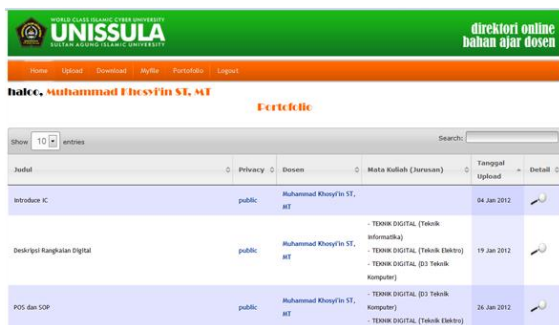 WORLD CLASS ISLAMIC CYBER UNIVERSITY
UNISSULA
SULTAN AGUNG ISLAMIC UNIVERSITY
direktori online
bahan ajar dosen
Home Upload Download Myfile Portofolio Logout
haloo, Muhammad Khosyi'in ST, MT
Portofolio
Show 10 entries Search:
Judul Privacy Dosen Mata Kuliah (Jurusan) Tanggal Upload Detail
Introduce IC public Muhammad Khosyi'in ST, MT 04 Jan 2012
Deskripsi Rangkaian Digital public Muhammad Khosyi'in ST, MT
- TEKNIK DIGITAL (Teknik Informatika)
- TEKNIK DIGITAL (Teknik Elektro)
- TEKNIK DIGITAL (D3 Teknik Komputer)
19 Jan 2012
POS dan SOP public Muhammad Khosyi'in ST, MT
- TEKNIK DIGITAL (D3 Teknik Komputer)
- TEKNIK DIGITAL (Teknik Elektro)
26 Jan 2012